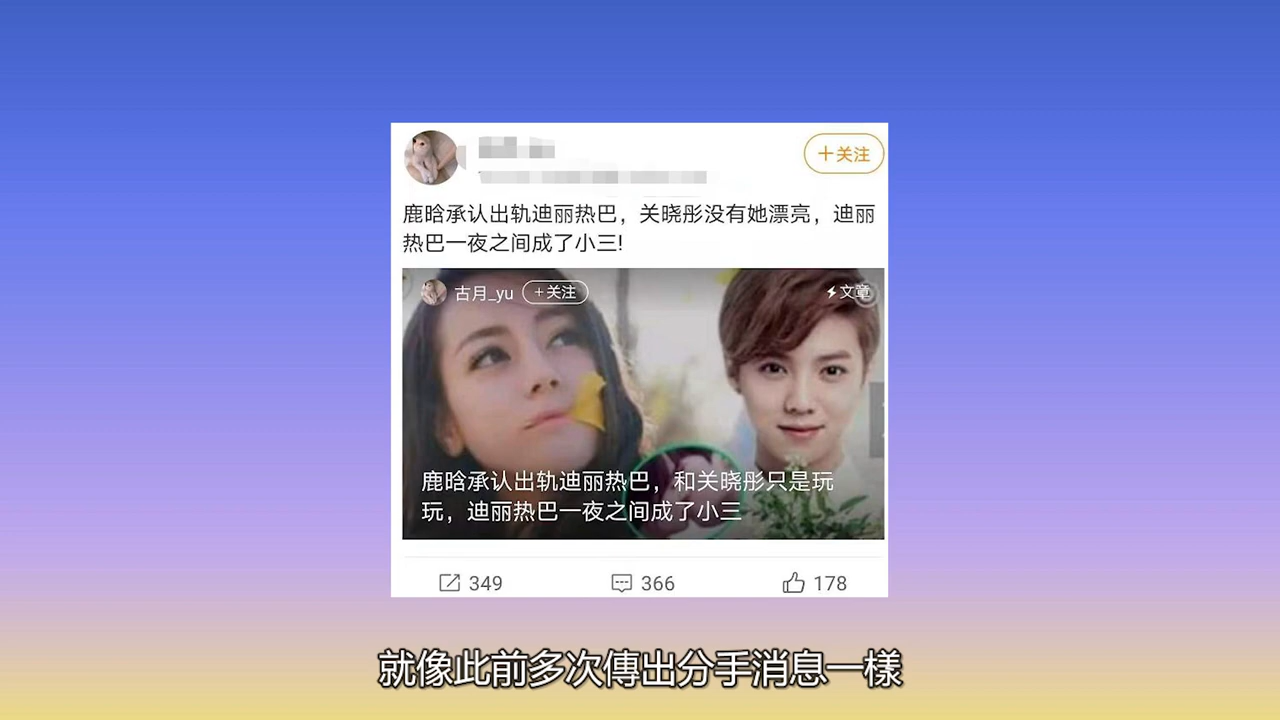 +关注
鹿晗承认出轨迪丽热巴，关晓彤没有她漂亮，迪丽
热巴一夜之间成了小三!
古月_yu +关注 文章
鹿晗承认出轨迪丽热巴，和关晓彤只是玩
玩，迪丽热巴一夜之间成了小三
349 366 178
就像此前多次傳出分手消息一樣